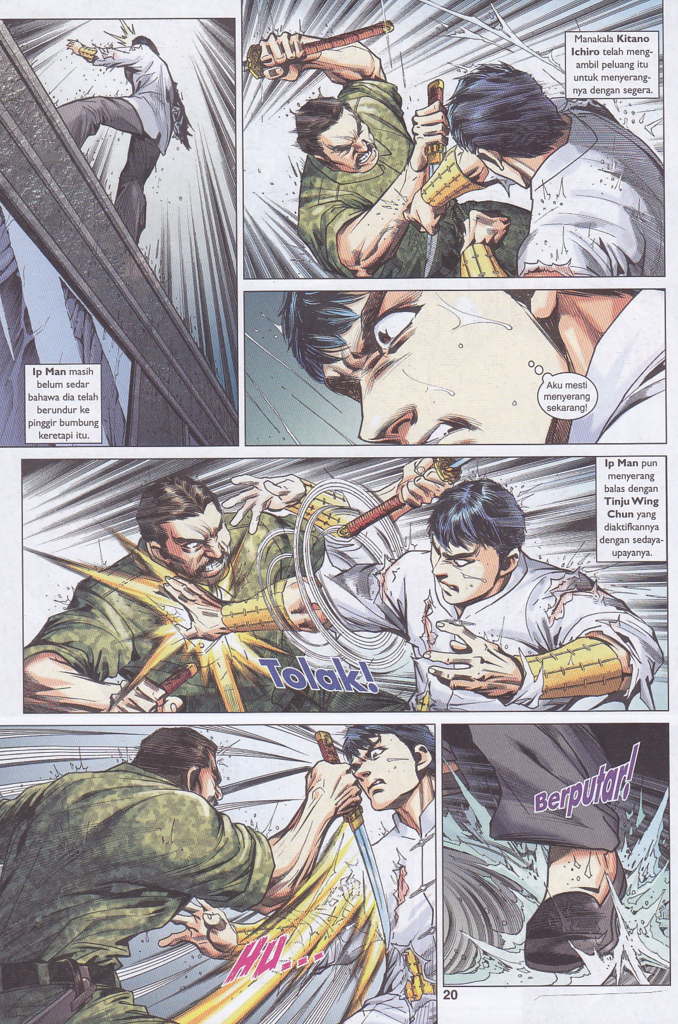 Manakala Kitano
Ichiro telah meng-
ambil peluang itu
untuk menyerang-
nya dengan segera.
Ip Man masih
belum sedar
bahawa dia telah
berundur ke
pinggir bumbung
keretapi itu.
Aku mesti
menyerang
sekarang!
Ip Man pun
menyerang
balas dengan
Tinju Wing
Chun yang
diaktifkannya
dengan sedaya-
upayanya.
Tolak!
Hu...
Berputar!
20